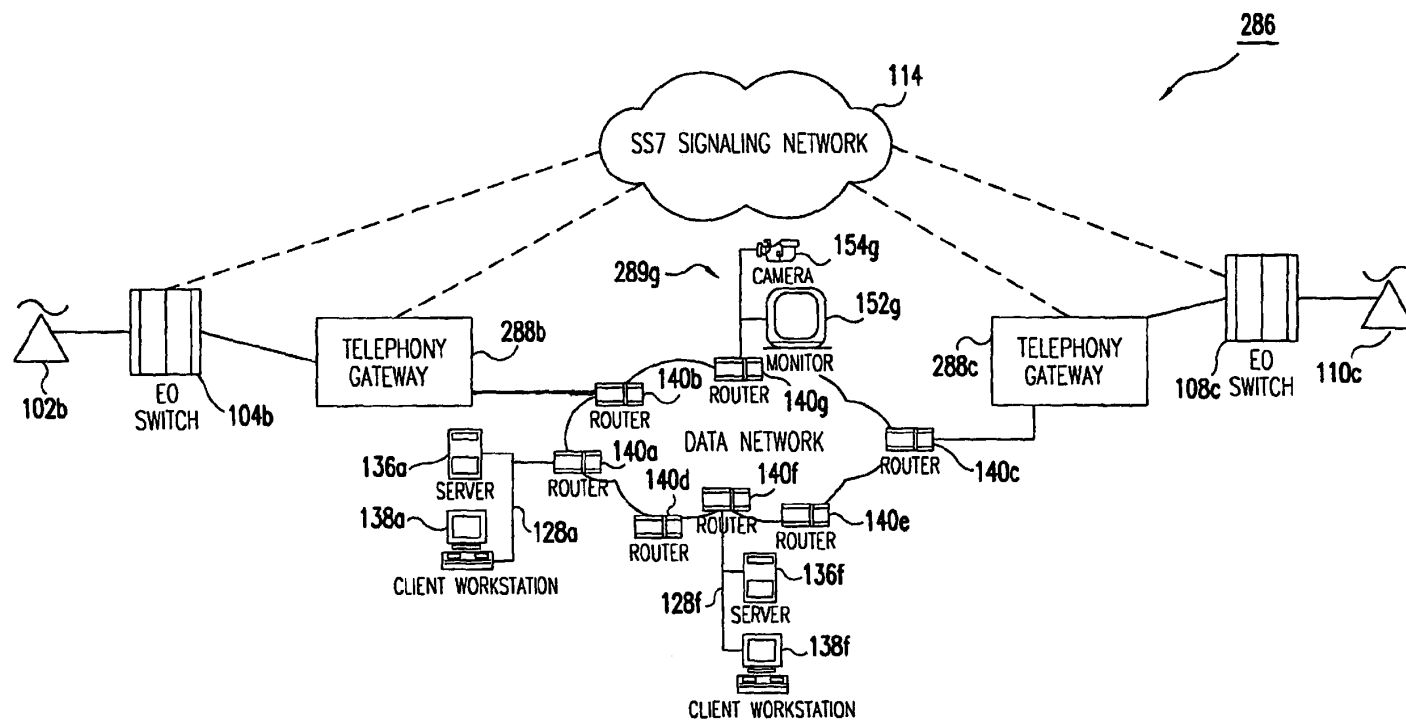 286
114
SS7 SIGNALING NETWORK
154g
289g
CAMERA
152g
MONITOR
288b
TELEPHONY
GATEWAY
288c
TELEPHONY
GATEWAY
102b
EO
SWITCH
104b
108c
EO
SWITCH
110c
140b
ROUTER
ROUTER
140g
DATA NETWORK
140a
ROUTER
136a
SERVER
140d
ROUTER
140f
ROUTER
ROUTER
140c
140e
ROUTER
138a
128a
CLIENT WORKSTATION
128f
136f
SERVER
138f
CLIENT WORKSTATION